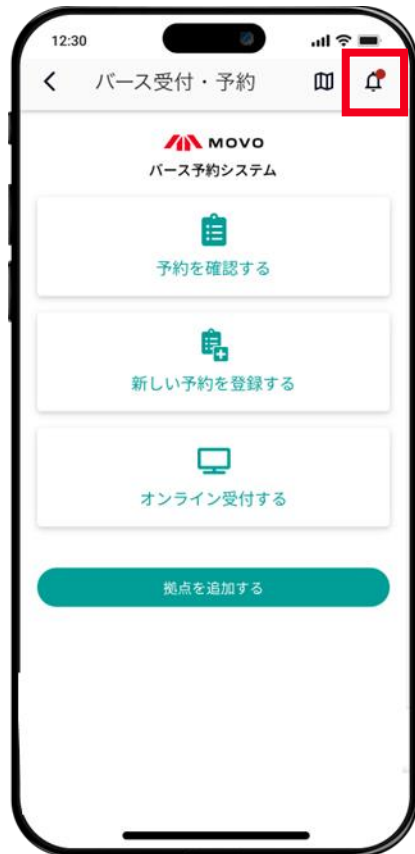 12:30
バース受付・予約
MOVO
バース予約システム
予約を確認する
新しい予約を登録する
オンライン受付する
拠点を追加する